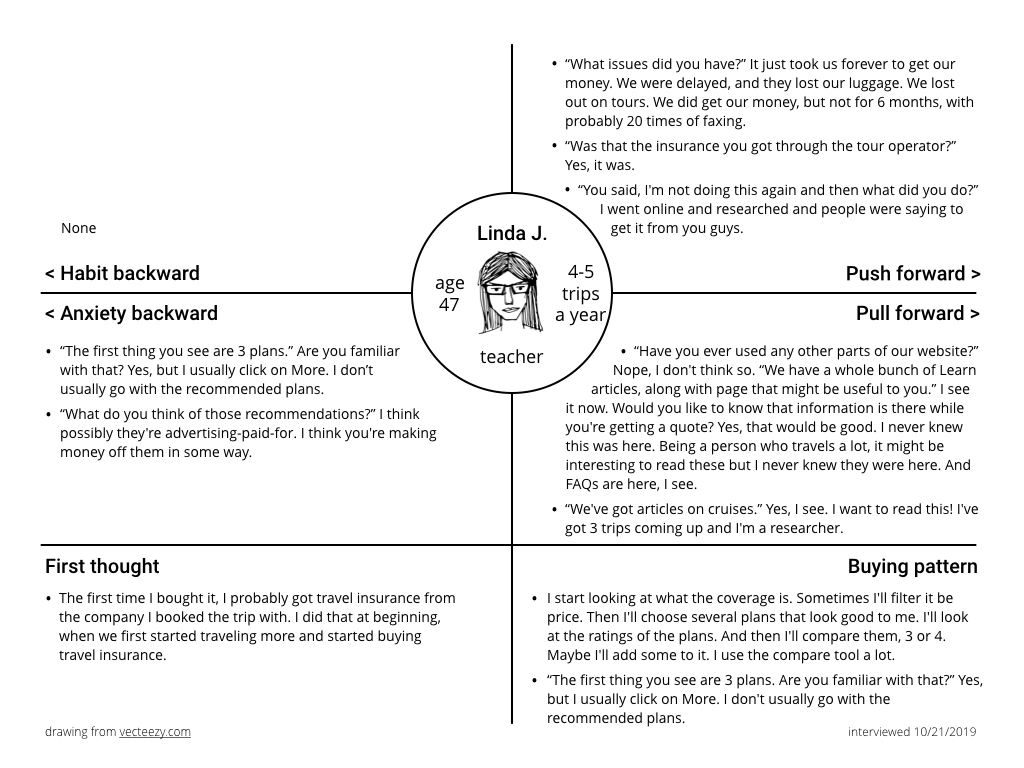 • “What issues did you have?” It just took us forever to get our
money. We were delayed, and they lost our luggage. We lost
out on tours. We did get our money, but not for 6 months, with
probably 20 times of faxing.
• “Was that the insurance you got through the tour operator?”
Yes, it was.
• “You said, I'm not doing this again and then what did you do?”
I went online and researched and people were saying to
get it from you guys.
None
< Habit backward
Push forward >
Linda J.
age
47
4-5
trips
a year
teacher
< Anxiety backward
• “The first thing you see are 3 plans.” Are you familiar
with that? Yes, but I usually click on More. I don’t
usually go with the recommended plans.
• “What do you think of those recommendations?” I think
possibly they're advertising-paid-for. I think you're making
money off them in some way.
Pull forward >
• “Have you ever used any other parts of our website?”
Nope, I don't think so. “We have a whole bunch of Learn
articles, along with page that might be useful to you.” I see
it now. Would you like to know that information is there while
you're getting a quote? Yes, that would be good. I never knew
this was here. Being a person who travels a lot, it might be
interesting to read these but I never knew they were here. And
FAQs are here, I see.
• “We've got articles on cruises.” Yes, I see. I want to read this! I've
got 3 trips coming up and I'm a researcher.
First thought
• The first time I bought it, I probably got travel insurance from
the company I booked the trip with. I did that at beginning,
when we first started traveling more and started buying
travel insurance.
Buying pattern
• I start looking at what the coverage is. Sometimes I'll filter it be
price. Then I'll choose several plans that look good to me. I'll look
at the ratings of the plans. And then I'll compare them, 3 or 4.
Maybe I'll add some to it. I use the compare tool a lot.
• “The first thing you see are 3 plans. Are you familiar with that?” Yes,
but I usually click on More. I don't usually go with the
recommended plans.
drawing from vecteezy.com
interviewed 10/21/2019